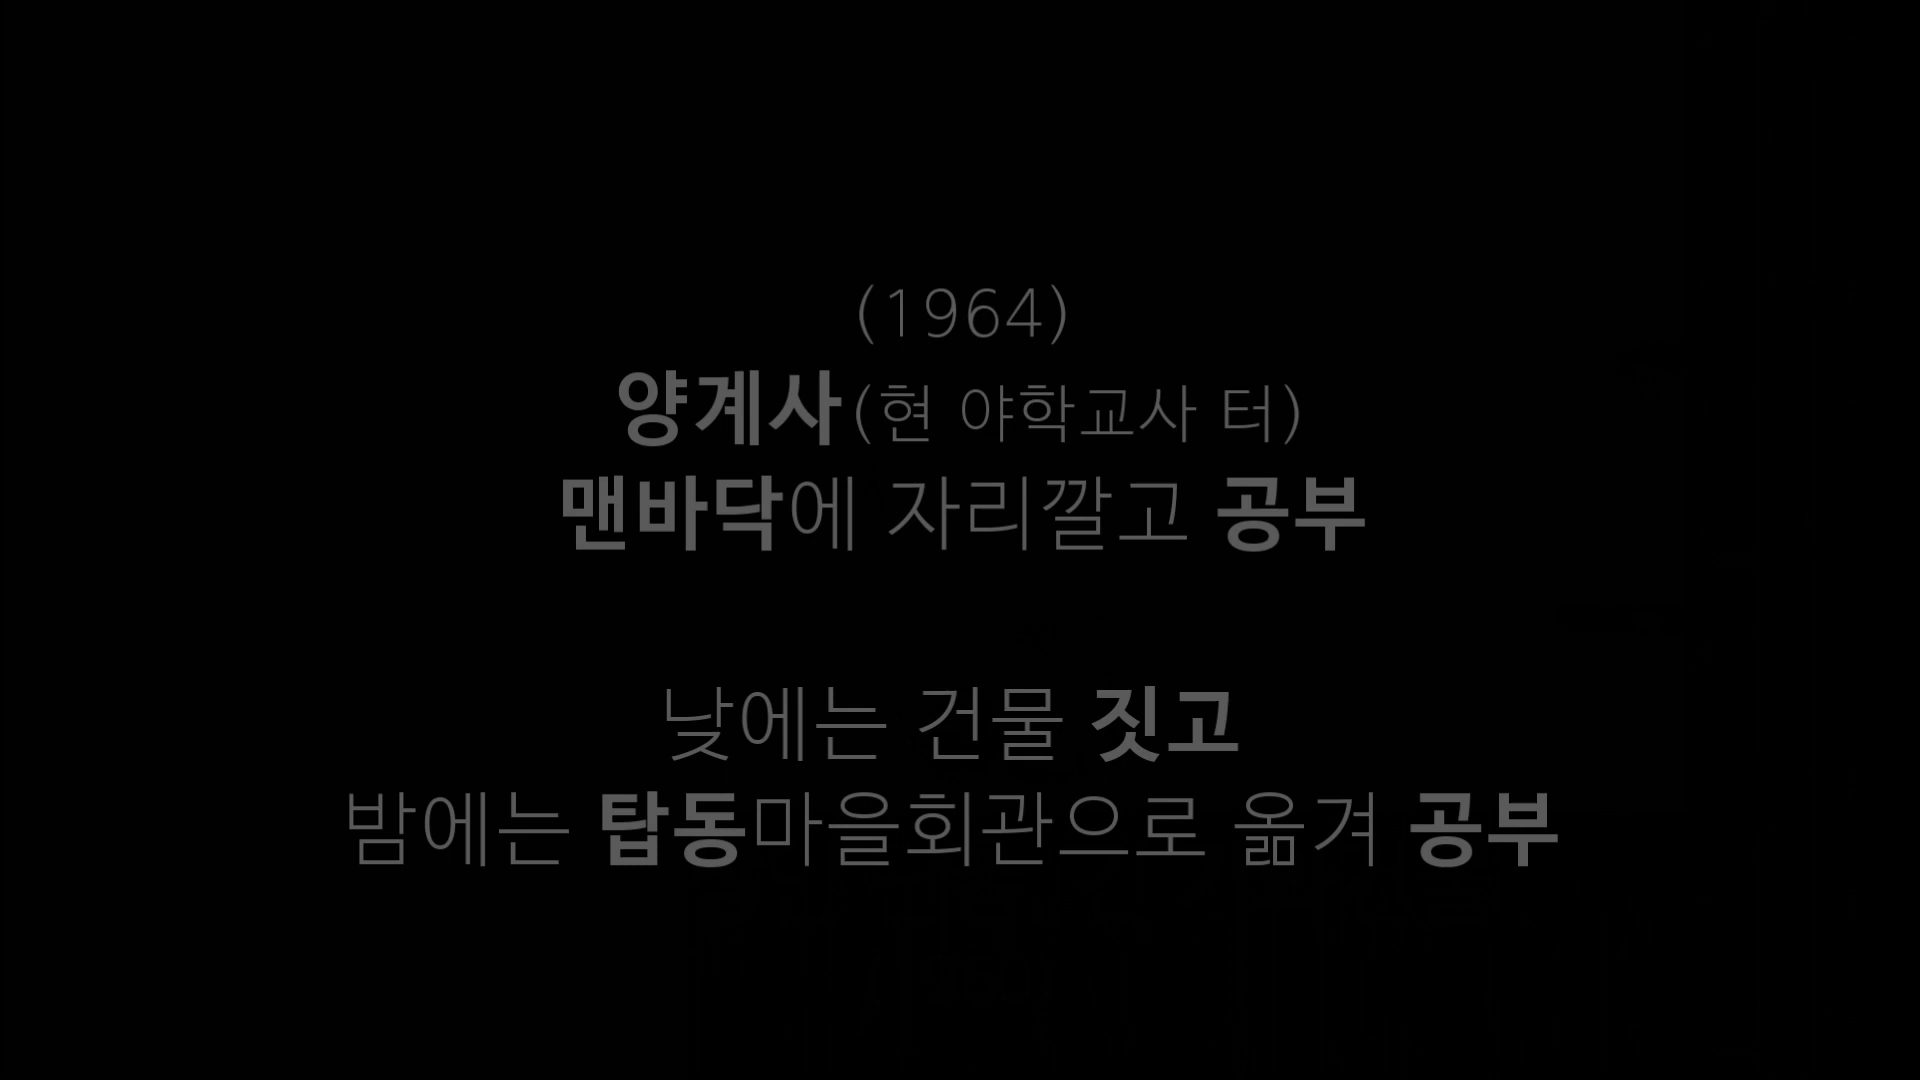 (1964)
양계사(현 야학교사 터)
맨바닥에 자리깔고 공부
낮에는 건물 짓고
밤에는 탑동마을회관으로 옮겨 공부